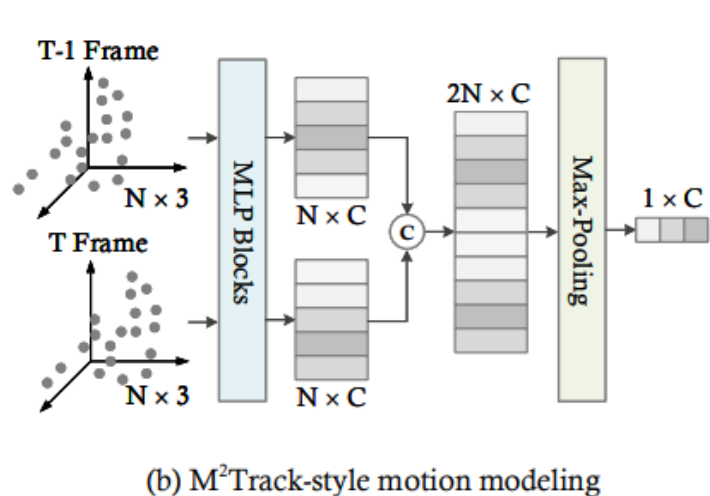 T-1 Frame
N × 3
T Frame
N × 3
MLP Blocks
N × C
N × C
C
2N × C
Max-Pooling
1 × C
(b) M²Track-style motion modeling